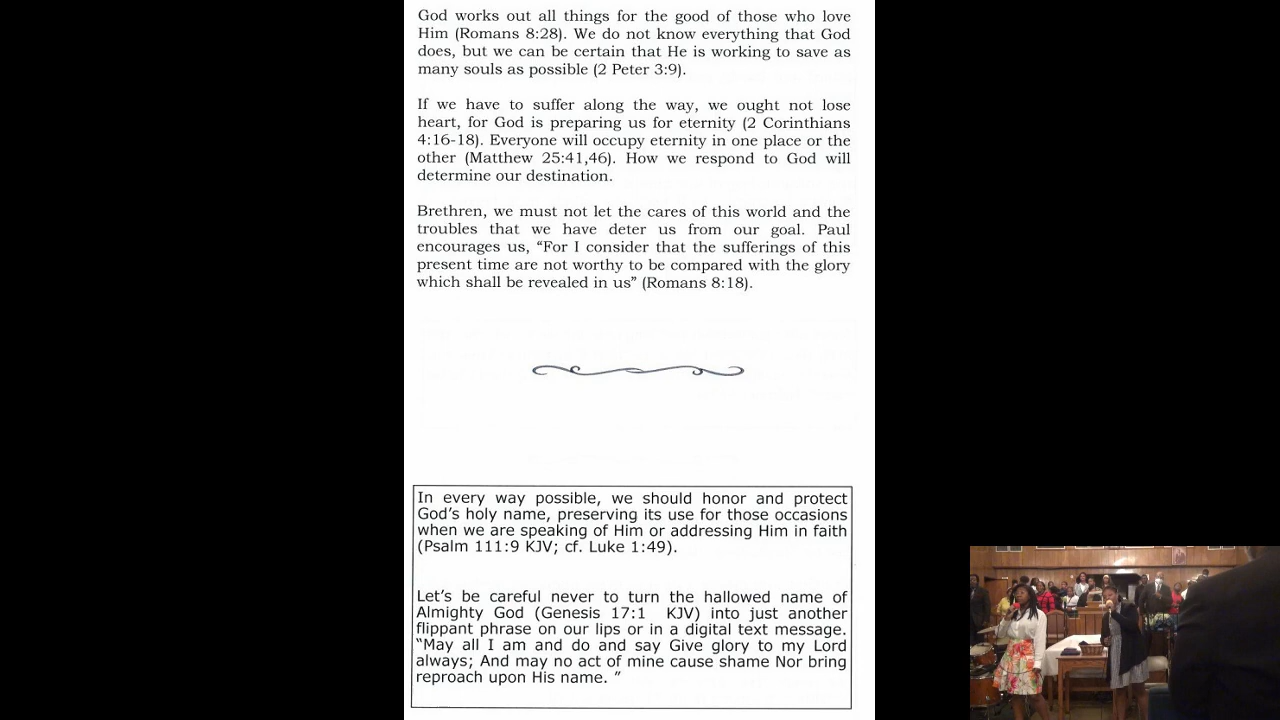 God works out all things for the good of those who love
Him (Romans 8:28). We do not know everything that God
does, but we can be certain that He is working to save as
many souls as possible (2 Peter 3:9).
If we have to suffer along the way, we ought not lose
heart, for God is preparing us for eternity (2 Corinthians
4:16-18). Everyone will occupy eternity in one place or the
other (Matthew 25:41,46). How we respond to God will
determine our destination.
Brethren, we must not let the cares of this world and the
troubles that we have deter us from our goal. Paul
encourages us, “For I consider that the sufferings of this
present time are not worthy to be compared with the glory
which shall be revealed in us” (Romans 8:18).
In every way possible, we should honor and protect
God’s holy name, preserving its use for those occasions
when we are speaking of Him or addressing Him in faith
(Psalm 111:9 KJV; cf. Luke 1:49).
Let’s be careful never to turn the hallowed name of
Almighty God (Genesis 17:1 KJV) into just another
flippant phrase on our lips or in a digital text message.
“May all I am and do and say Give glory to my Lord
always; And may no act of mine cause shame Nor bring
reproach upon His name. ”